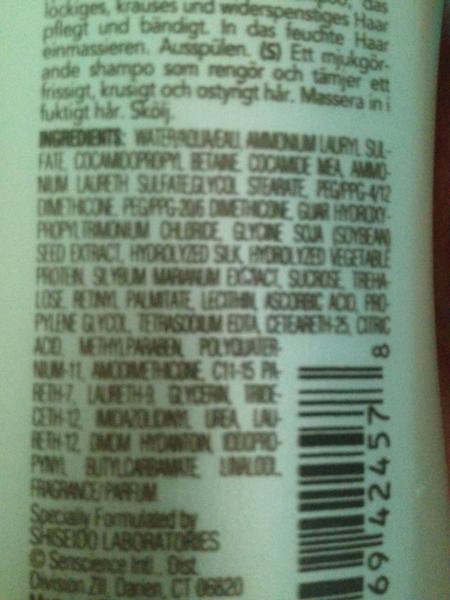 lockiges, krauses und widerspenstiges Haar
pflegt und bändigt. In das feuchte Haar
einmassieren. Ausspülen. (S) Ett mjukgör-
ande shampo som rengör och tämjer ett
frissigt, krusigt och ostyrigt hår. Massera in i
fuktigt hår. Skölj.
INGREDIENTS: WATER/AQUA/EAU, AMMONIUM LAURYL SUL-
FATE, COCAMIDOPROPYL BETAINE, COCAMIDE MEA, AMMO-
NIUM LAURETH SULFATE,GLYCOL STEARATE, PEG/PPG-4/12
DIMETHICONE, PEG/PPG-20/6 DIMETHICONE, GUAR HYDROXY-
PROPYLTRIMONIUM CHLORIDE, GLYCINE SOJA (SOYBEAN)
SEED EXTRACT, HYDROLYZED SILK, HYDROLYZED VEGETABLE
PROTEIN, SILYBUM MARIANUM EXTRACT, SUCROSE, TREHA-
LOSE, RETINYL PALMITATE, LECITHIN, ASCORBIC ACID, PRO-
PYLENE GLYCOL, TETRASODIUM EDTA, CETEARETH-25, CITRIC
ACID, METHYLPARABEN, POLYQUATER-
NIUM-11, AMODIMETHICONE, C11-15 PA-
RETH-7, LAURETH-9, GLYCERIN, TRIDE-
CETH-12, IMIDAZOLIDINYL UREA, LAU-
RETH-12, DMDM HYDANTOIN, IODOPRO-
PYNYL BUTYLCARBAMATE, LINALOOL,
FRAGRANCE/PARFUM
Specially Formulated by
SHISEIDO LABORATORIES
© Senscience Int'l., Dist.
Division ZII, Darien, CT 06820
69 42457 8